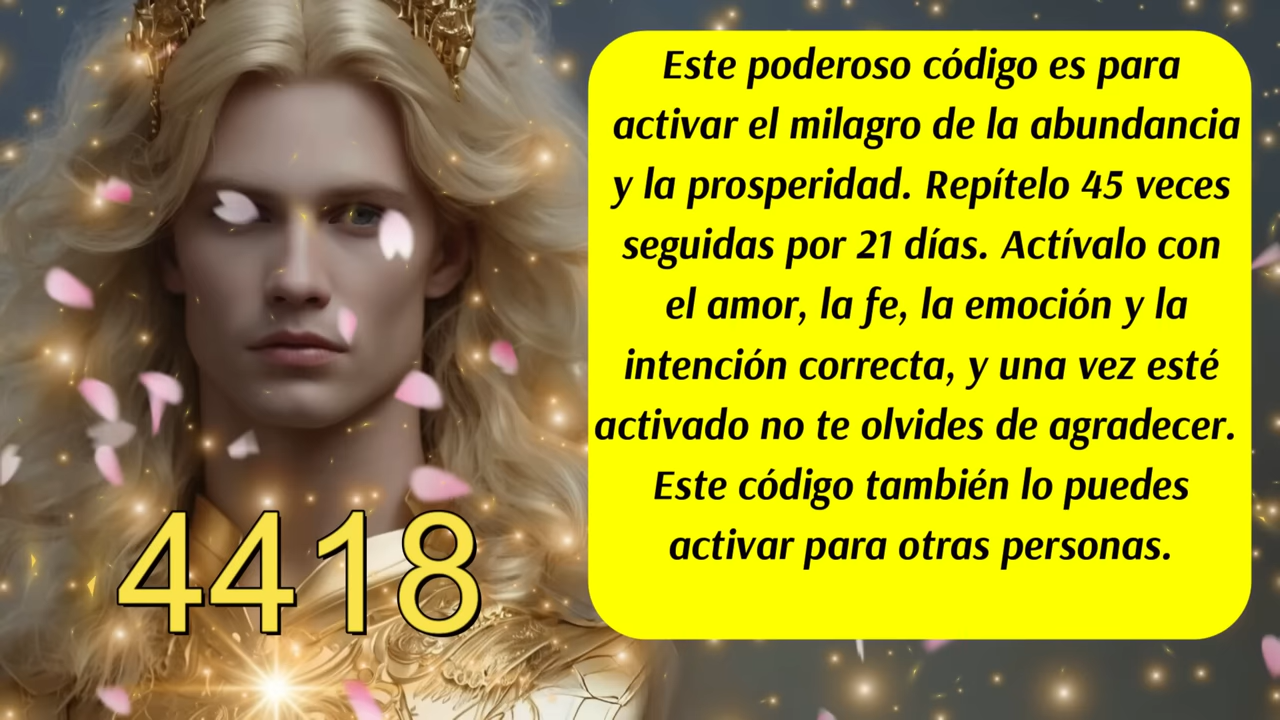 Este poderoso código es para
activar el milagro de la abundancia
y la prosperidad. Repítelo 45 veces
seguidas por 21 días. Actívalo con
el amor, la fe, la emoción y la
intención correcta, y una vez esté
activado no te olvides de agradecer.
Este código también lo puedes
activar para otras personas.
4418